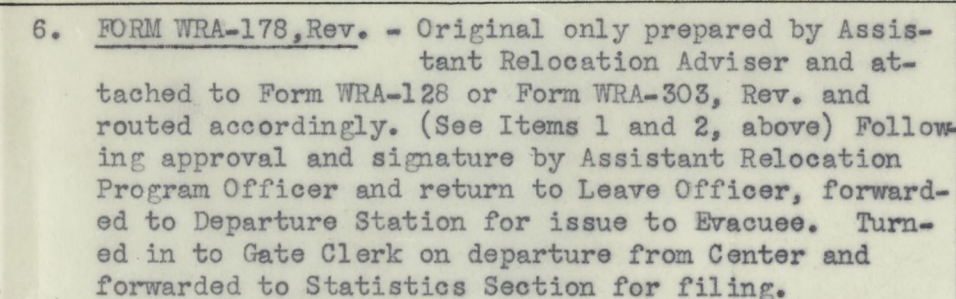 6. FORM WRA-178,Rev. - Original only prepared by Assis-
tant Relocation Adviser and at-
tached to Form WRA-128 or Form WRA-303, Rev. and
routed accordingly. (See Items 1 and 2, above) Follow-
ing approval and signature by Assistant Relocation
Program Officer and return to Leave Officer, forward-
ed to Departure Station for issue to Evacuee. Turn-
ed in to Gate Clerk on departure from Center and
forwarded to Statistics Section for filing.